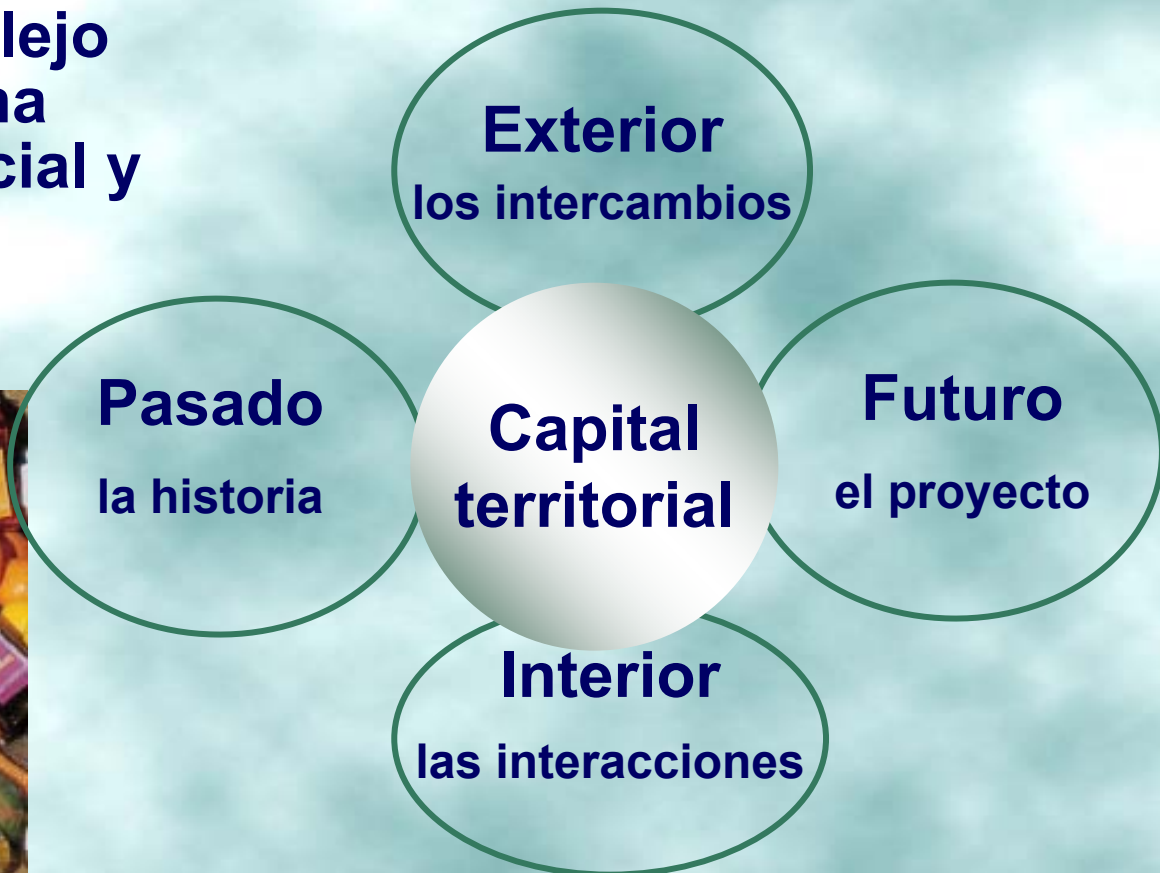 lejo
na
cial y
Exterior
los intercambios
Pasado
la historia
Capital
territorial
Futuro
el proyecto
Interior
las interacciones